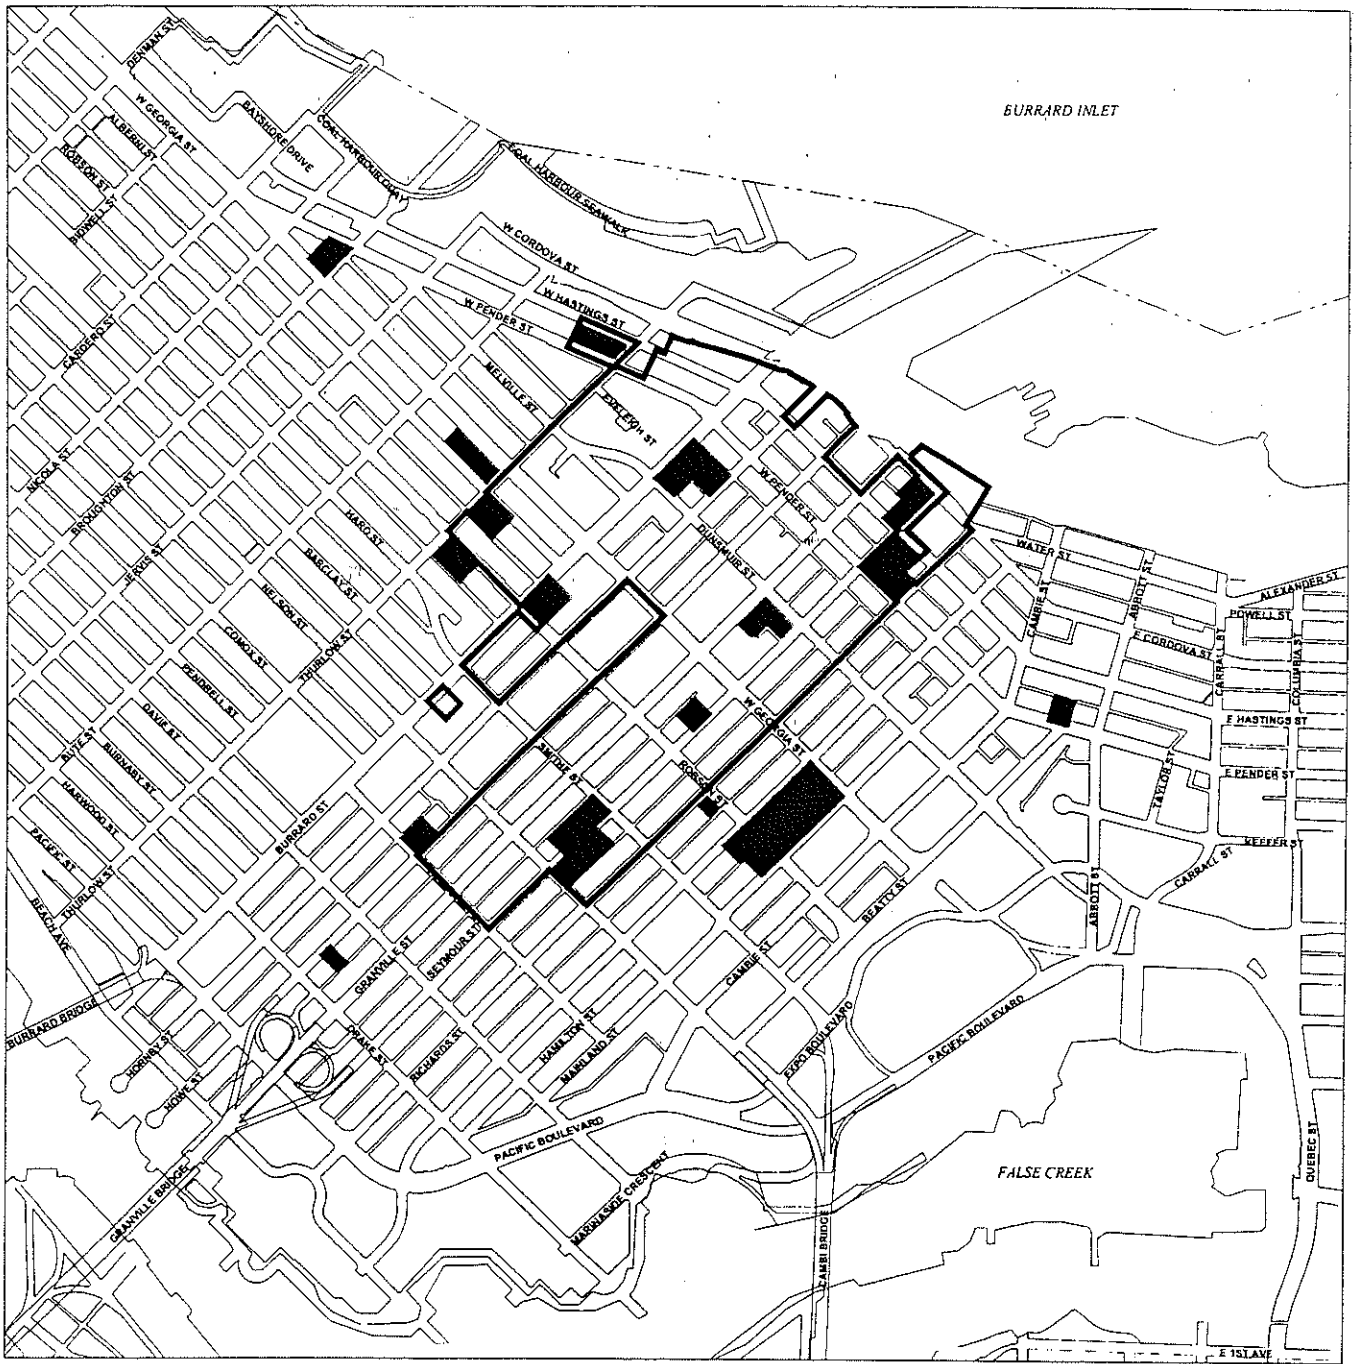 DENMAN ST
BURRARD INLET
W GEORGIA ST
BAYSHORE DRIVE
ALBERNI ST
COAL HARBOUR QUAY
ROBSON ST
COAL HARBOUR SEAWALK
BIDWELL ST
W CORDOVA ST
W HASTINGS ST
W PENDER ST
CARDERO ST
MELVILLE ST
EVELEIGH ST
NICOLA ST
W PENDER ST
BROUGHTON ST
HARO ST
DUNSMUIR ST
W
WATER ST
JERVIS ST
BARCLAY ST
NELSON ST
CAMBIE ST
ABBOTT ST
ALEXANDER ST
POWELL ST
COMOX ST
THURLOW ST
E CORDOVA ST
CARRALL ST
COLUMBIA ST
PENDRELL ST
DAVIE ST
W GEORGIA ST
E HASTINGS ST
BUTE ST
BURNABY ST
SMITHE ST
ROBSON ST
TAYLOR ST
E PENDER ST
HARWOOD ST
BURRARD ST
PACIFIC ST
THURLOW ST
KEEFER ST
CARRALL ST
BEACH AVE
BEATTY ST
ABBOTT ST
GRANVILLE ST
SEYMOUR ST
CAMBIE ST
BURRARD BRIDGE
HORNBY ST
DRAKE ST
RICHARDS ST
HAMILTON ST
MAINLAND ST
EXPO BOULEVARD
PACIFIC BOULEVARD
HOWE ST
PACIFIC BOULEVARD
QUEBEC ST
MARINASIDE CRESCENT
FALSE CREEK
GRANVILLE BRIDGE
CAMBI BRIDGE
E 1ST AVE